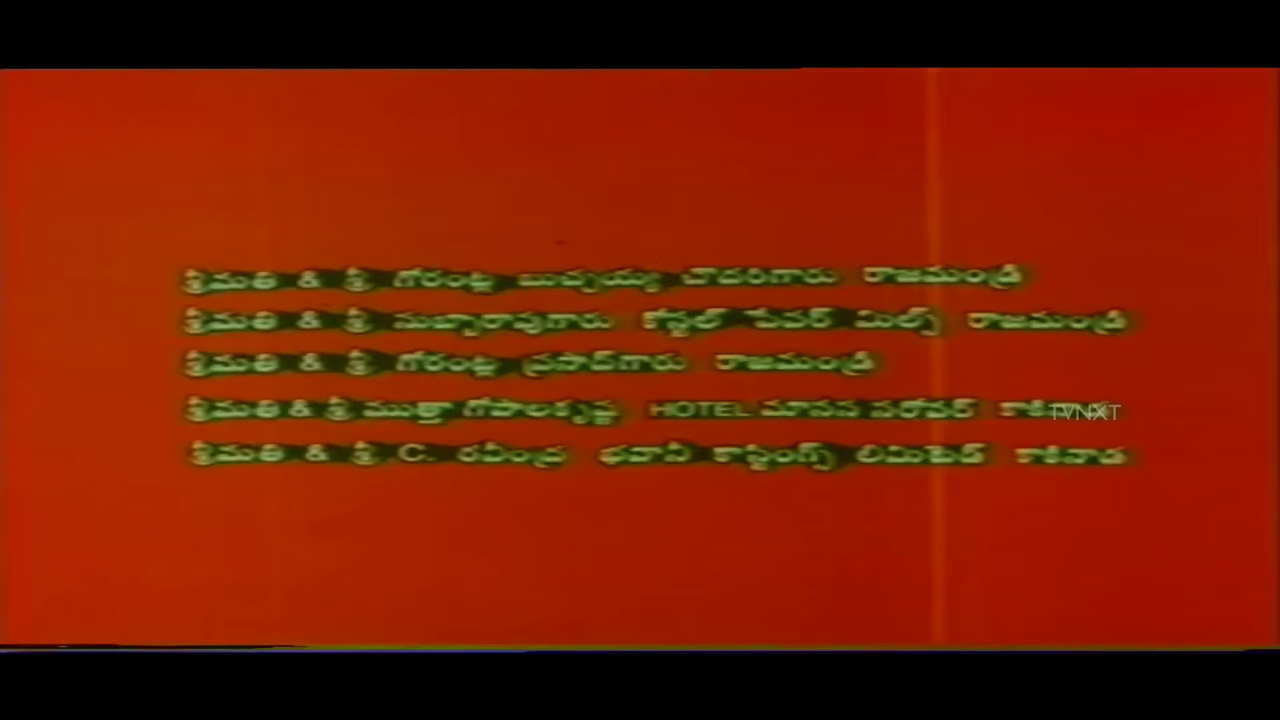 శ్రీమతి & శ్రీ గోరంట్ల బుచ్చయ్య చౌదరిగారు రాజమండ్రి
శ్రీమతి & శ్రీ సుబ్బారావుగారు కోస్టల్ పేపర్ మిల్స్ రాజమండ్రి
శ్రీమతి & శ్రీ గోరంట్ల ప్రసాద్‌గారు రాజమండ్రి
శ్రీమతి & శ్రీ ముత్తా గోపాలకృష్ణ HOTEL మానస సరోవర్
TVNXT
శ్రీమతి & శ్రీ C. రవీంద్ర భవానీ కాస్టింగ్స్ లిమిటెడ్ కాకినాడ